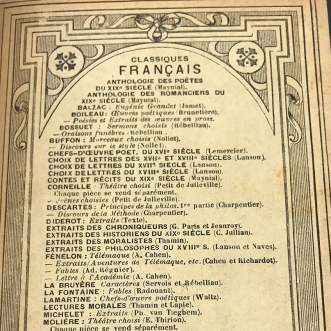 CLASSIQUES
FRANÇAIS
ANTHOLOGIE DES POÈTES
DU XIXᵉ SIÈCLE (Maynial).
ANTHOLOGIE DES ROMANCIERS DU
XIXᵉ SIÈCLE (Maynial).
BALZAC : Eugénie Grandet
BOILEAU : Œuvres poétiques (Brunetière).
— Poésies et Extraits des œuvres en prose.
BOSSUET : Sermons choisis (Rébelliau).
— Oraisons funèbres (Rébelliau).
BUFFON : Morceaux choisis (Nollet).
— Discours sur le style (Nollet).
CHEFS-D'ŒUVRE POÉT. DU XVIᵉ SIÈCLE (Lemercier).
CHOIX DE LETTRES DES XVIIᵉ ET XVIIIᵉ SIÈCLES (Lanson).
CHOIX DE LETTRES DU XVIIᵉ SIÈCLE (Lanson).
CHOIX DE LETTRES DU XVIIIᵉ SIÈCLE (Lanson).
CONTES ET RÉCITS DU XIXᵉ SIÈCLE (Maynial).
CORNEILLE : Théâtre choisi (Petit de Julleville).
Chaque pièce se vend séparément.
— Scènes choisies (Petit de Julleville).
DESCARTES : Principes de la philos. 1ʳᵉ partie (Charpentier).
— Discours de la Méthode (Charpentier).
DIDEROT : Extraits (Texte).
EXTRAITS DES CHRONIQUEURS (G. Paris et Jeanroy).
EXTRAITS DES HISTORIENS DU XIXᵉ SIÈCLE (C. Jullian).
EXTRAITS DES MORALISTES (Thamin).
EXTRAITS DES PHILOSOPHES DU XVIIIᵉ S. (Lanson et Naves).
FÉNELON : Télémaque (A. Cahen).
— Extraits/Aventures de Télémaque, etc. (Cahen et Richardot).
— Fables (Ad. Régnier).
— Lettre à l'Académie (A. Cahen).
LA BRUYÈRE Caractères (Servois et Rébelliau).
LA FONTAINE : Fables (Radouant).
LAMARTINE : Chefs-d'œuvre poétiques (Waltz).
LECTURES MORALES (Thamin et Lapie).
MICHELET : Extraits (Ph. van Tieghem).
MOLIÈRE : Théâtre choisi (E. Thirion).
Chaque pièce se vend séparément.